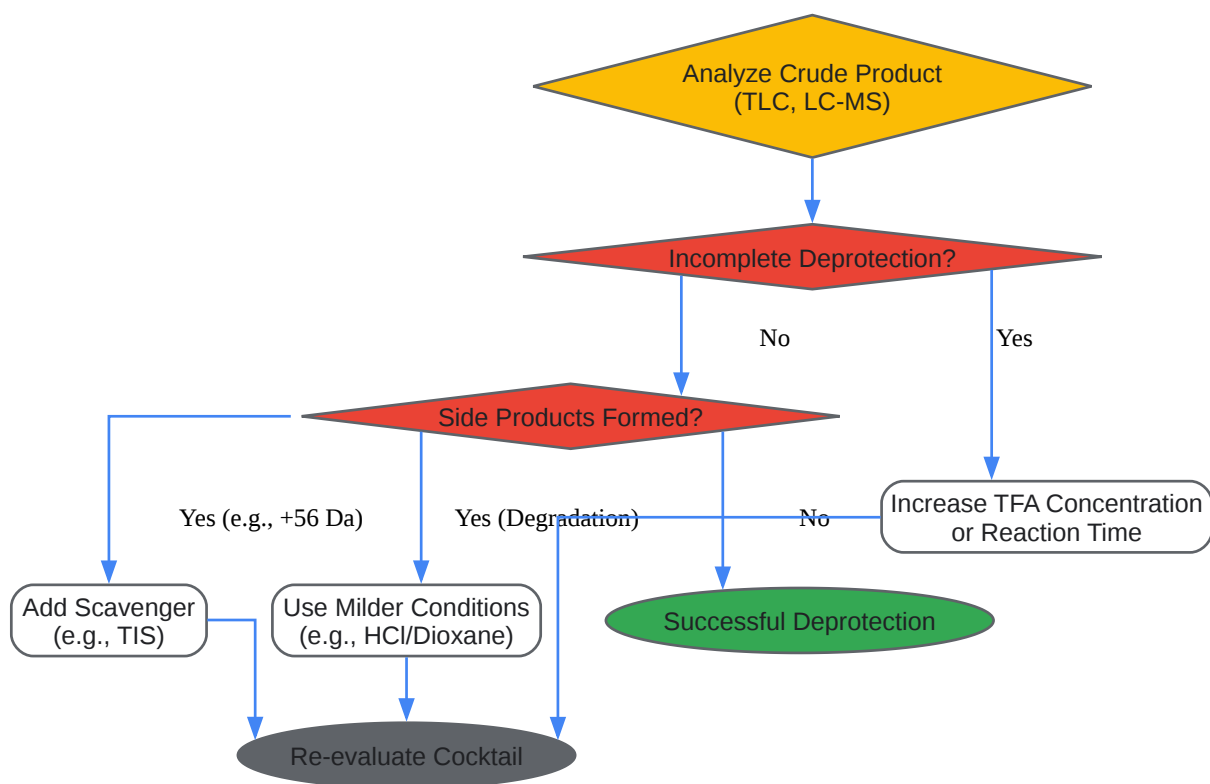 Analyze Crude Product
(TLC, LC-MS)
Incomplete Deprotection?
No
Yes
Side Products Formed?
Increase TFA Concentration
or Reaction Time
Yes (e.g., +56 Da)
Yes (Degradation)
No
Add Scavenger
(e.g., TIS)
Use Milder Conditions
(e.g., HCl/Dioxane)
Successful Deprotection
Re-evaluate Cocktail